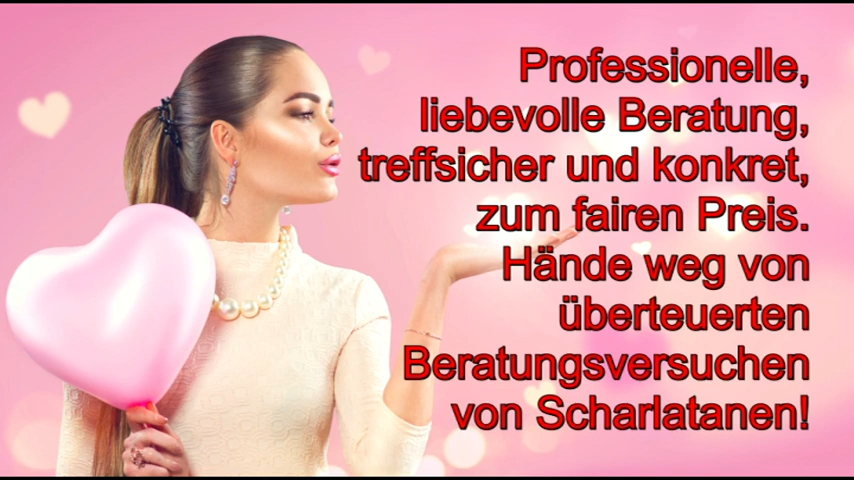 Professionelle,
liebevolle Beratung,
treffsicher und konkret,
zum fairen Preis.
Hände weg von
überteuerten
Beratungsversuchen
von Scharlatanen!